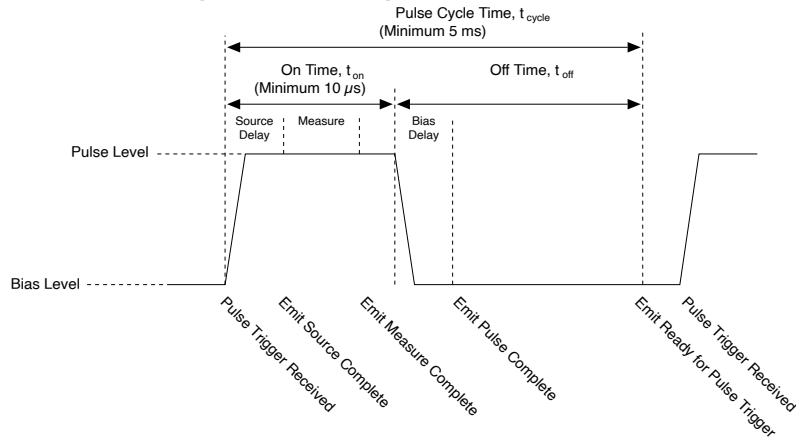 Pulse Cycle Time, t cycle
(Minimum 5 ms)
On Time, t on
(Minimum 10 µs)
Off Time, t off
Source
Delay
Measure
Bias
Delay
Pulse Level
Bias Level
Pulse Trigger Received
Emit Source Complete
Emit Measure Complete
Emit Pulse Complete
Emit Ready for Pulse Trigger
Pulse Trigger Received